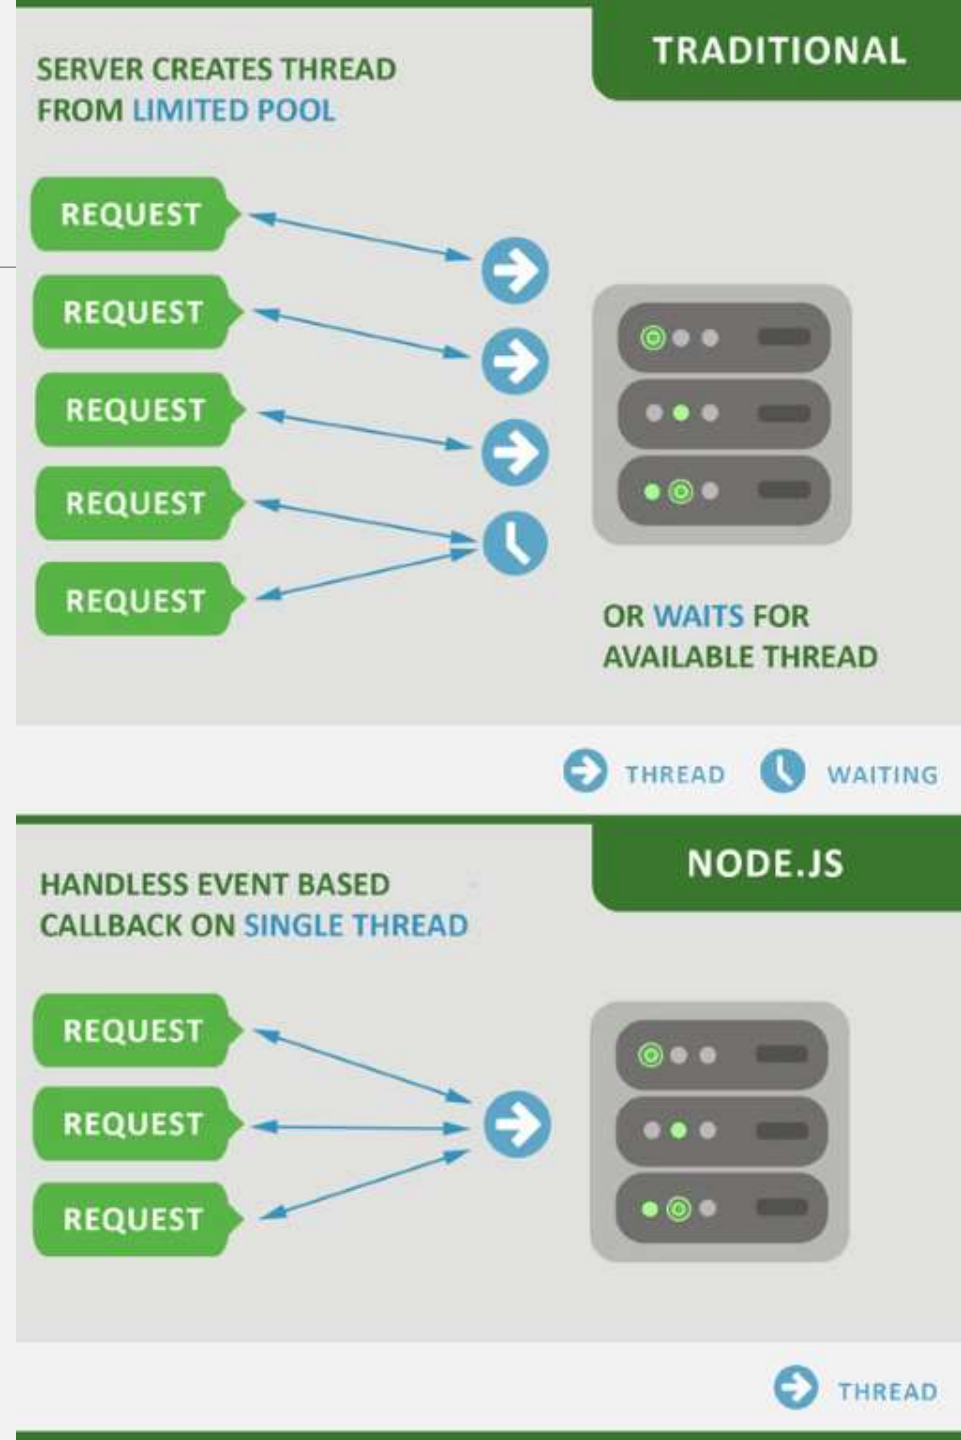 TRADITIONAL
SERVER CREATES THREAD
FROM LIMITED POOL
REQUEST
REQUEST
REQUEST
REQUEST
REQUEST
OR WAITS FOR
AVAILABLE THREAD
THREAD
WAITING
NODE.JS
HANDLESS EVENT BASED
CALLBACK ON SINGLE THREAD
REQUEST
REQUEST
REQUEST
THREAD